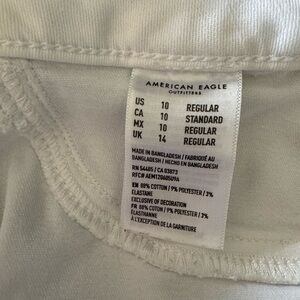 AMERICAN EAGLE
OUTFITTERS
US 10 REGULAR
CA 10 STANDARD
MX 10 REGULAR
UK 14 REGULAR
MADE IN BANGLADESH / FABRIQUÉ AU
BANGLADESH / HECHO EN BANGLADESH
RN 54485 / CA 03873
EN 88% COTTON / 9% POLYESTER / 3%
ELASTANE
EXCLUSIVE OF DECORATION
FR 88% COTON / 9% POLYESTER / 3%
ÉLASTHANNE
À L'EXCEPTION DE LA GARNITURE